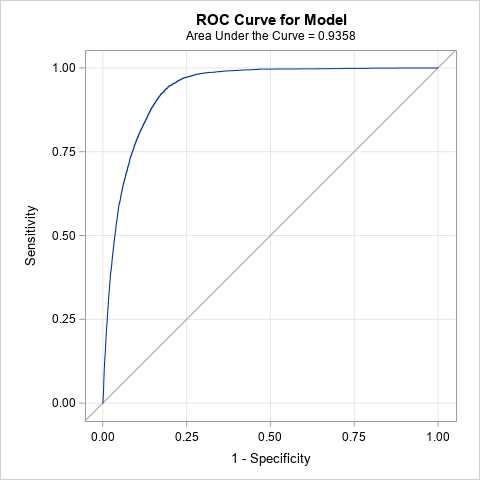 ROC Curve for Model
Area Under the Curve = 0.9358
1.00
0.75
0.50
0.25
0.00
Sensitivity
0.00 0.25 0.50 0.75 1.00
1 - Specificity